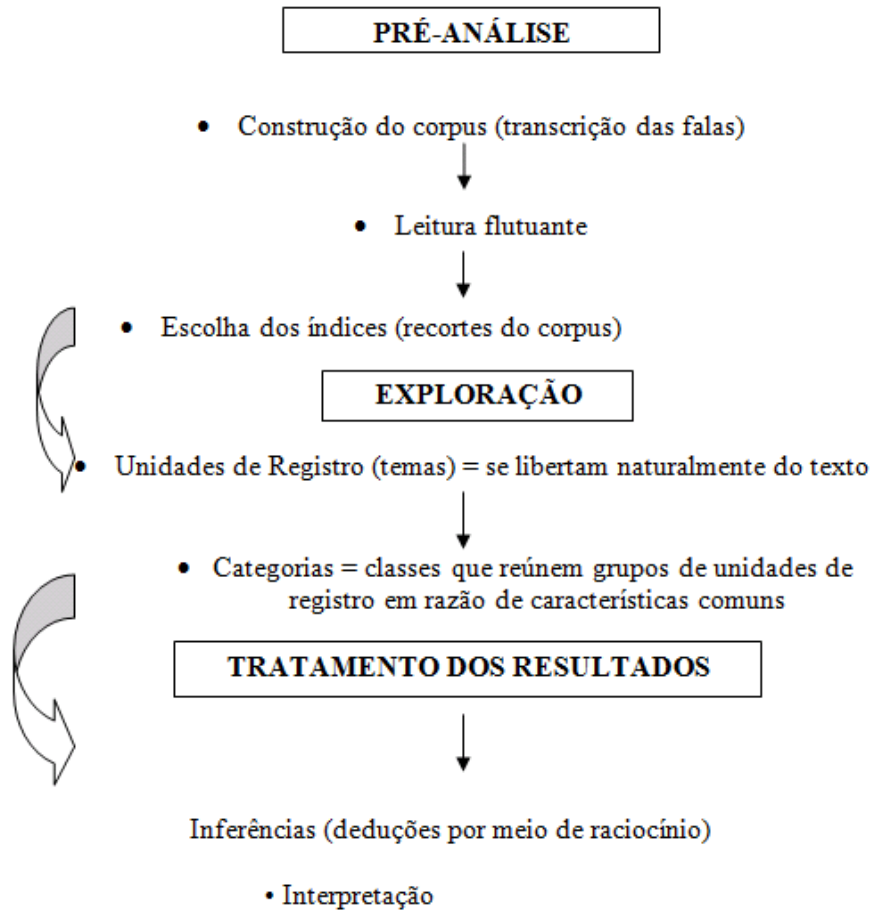 PRÉ-ANÁLISE
• Construção do corpus (transcrição das falas)
• Leitura flutuante
• Escolha dos índices (recortes do corpus)
EXPLORAÇÃO
• Unidades de Registro (temas) = se libertam naturalmente do texto
• Categorias = classes que reúnem grupos de unidades de
registro em razão de características comuns
TRATAMENTO DOS RESULTADOS
Inferências (deduções por meio de raciocínio)
• Interpretação